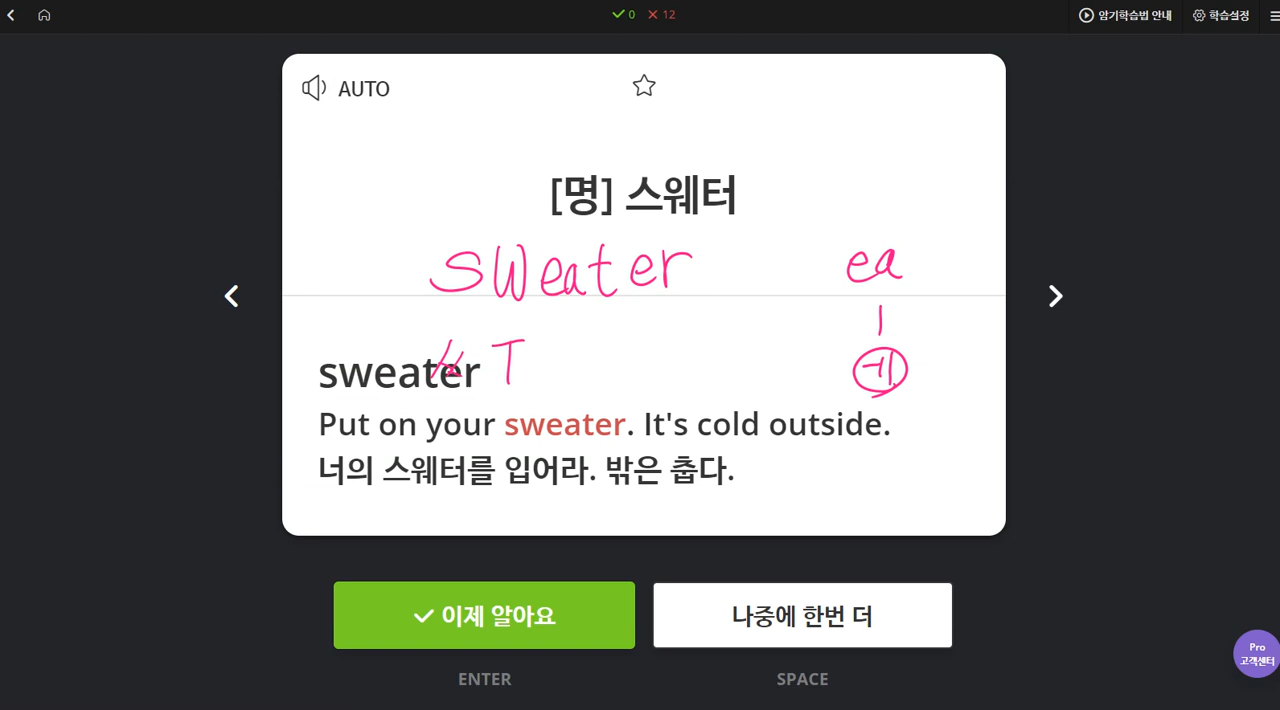 0 12 암기학습법 안내 학습설정
AUTO
[명] 스웨터
sweater ea
ㅔ
T
sweater
Put on your sweater. It's cold outside.
너의 스웨터를 입어라. 밖은 춥다.
이제 알아요 나중에 한번 더
ENTER SPACE
Pro
고객센터